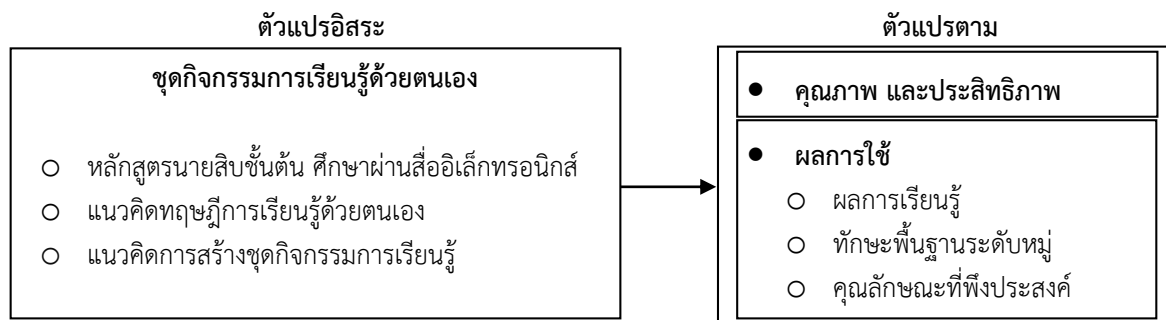 ตัวแปรอิสระ
ชุดกิจกรรมการเรียนรู้ด้วยตนเอง
หลักสูตรนายสิบชั้นต้น ศึกษาผ่านสื่ออิเล็กทรอนิกส์
แนวคิดทฤษฎีการเรียนรู้ด้วยตนเอง
แนวคิดการสร้างชุดกิจกรรมการเรียนรู้
ตัวแปรตาม
คุณภาพ และประสิทธิภาพ
ผลการใช้
ผลการเรียนรู้
ทักษะพื้นฐานระดับหมู่
คุณลักษณะที่พึงประสงค์